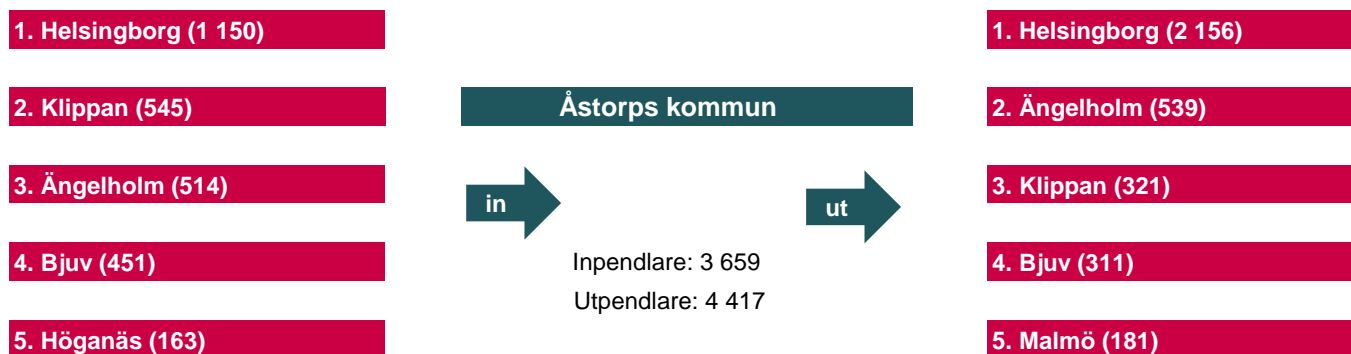 1. Helsingborg (1 150)
2. Klippan (545)
3. Ängelholm (514)
4. Bjuv (451)
5. Höganäs (163)
Åstorps kommun
in
ut
Inpendlare: 3 659
Utpendlare: 4 417
1. Helsingborg (2 156)
2. Ängelholm (539)
3. Klippan (321)
4. Bjuv (311)
5. Malmö (181)